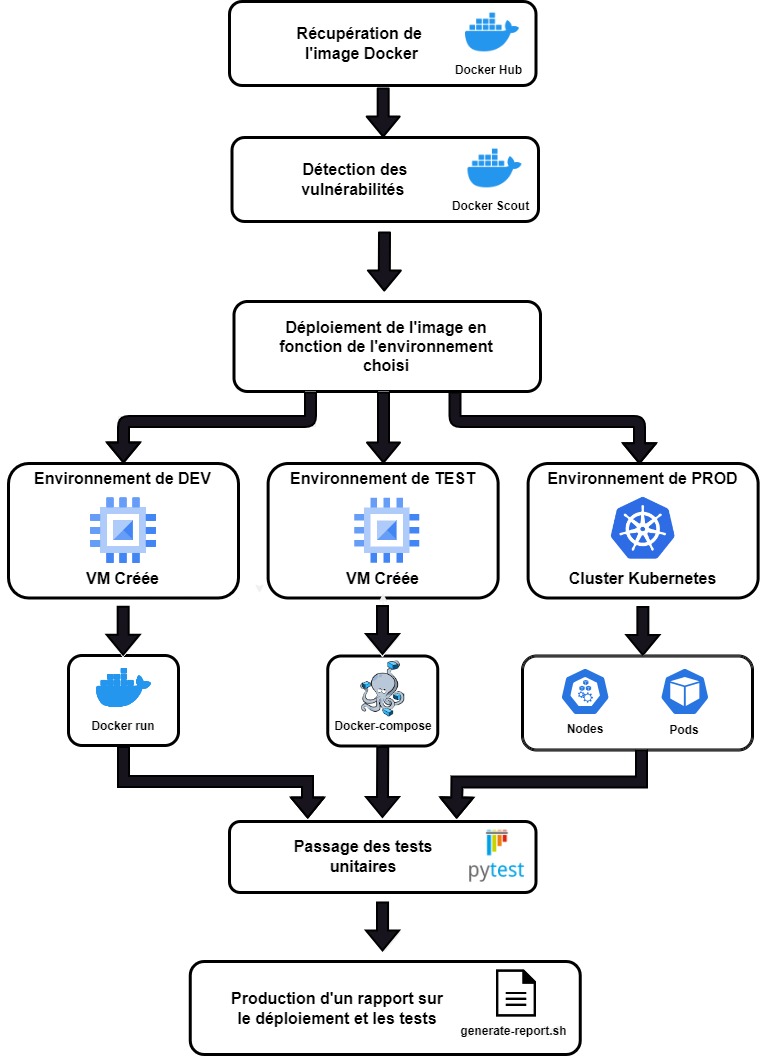 Récupération de
l'image Docker
Docker Hub
Détection des
vulnérabilités
Docker Scout
Déploiement de l'image en
fonction de l'environnement
choisi
Environnement de DEV
VM Créée
Environnement de TEST
VM Créée
Environnement de PROD
Cluster Kubernetes
Docker run
Docker-compose
Nodes
Pods
Passage des tests
unitaires
pytest
Production d'un rapport sur
le déploiement et les tests
generate-report.sh